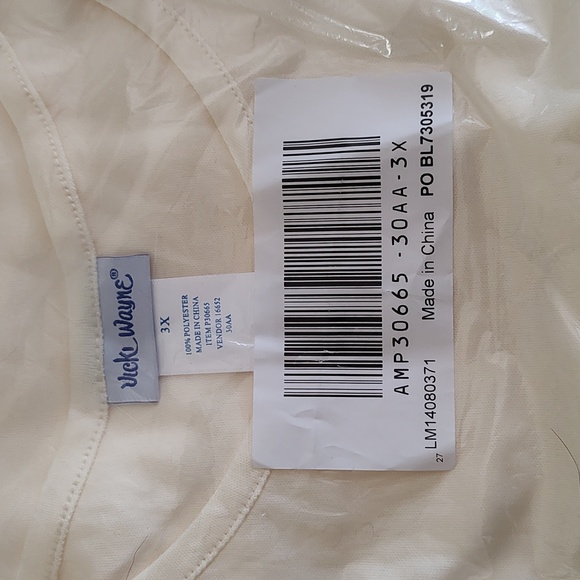 Vicki Wayne®
3X
100% POLYESTER
MADE IN CHINA
ITEM P30665
VENDOR 16652
30AA
AMP30665 -30AA-3X
27 LM14080371 Made in China PO BL7305319